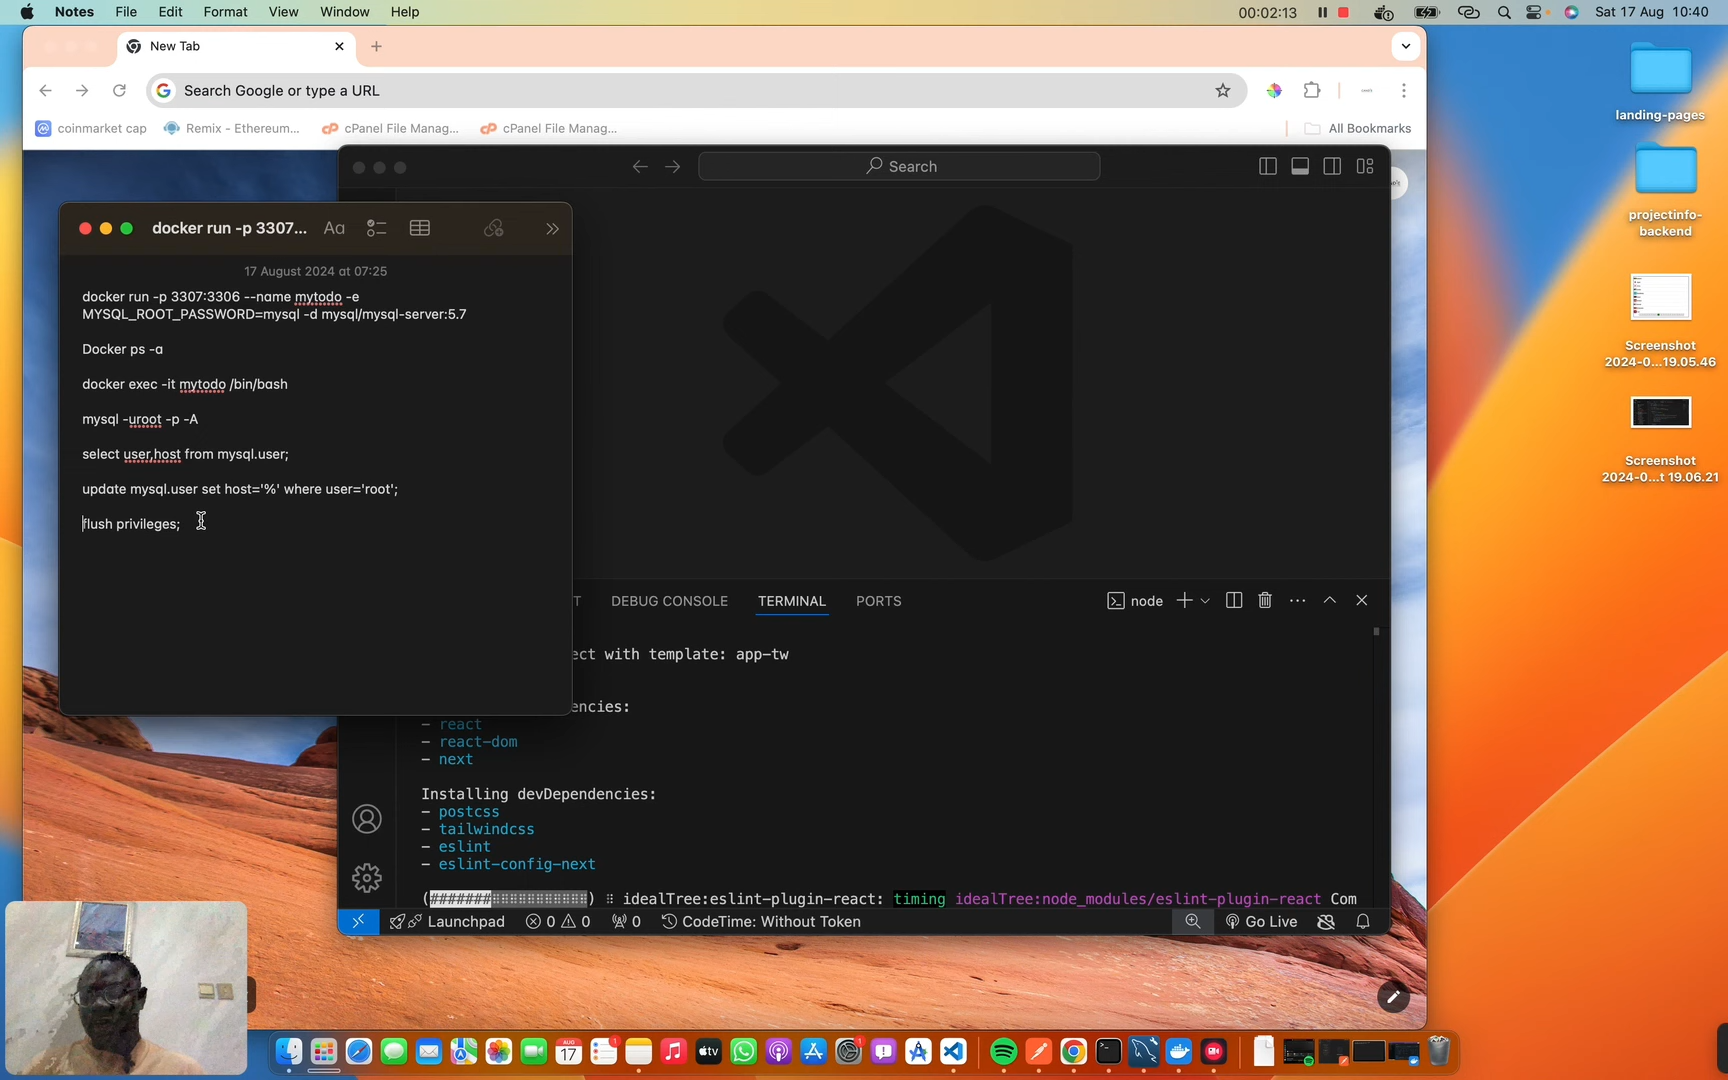 Notes File Edit Format View Window Help 00:02:13 Sat 17 Aug 10:40
New Tab
Search Google or type a URL
coinmarket cap Remix - Ethereum... cPanel File Manag... cPanel File Manag... All Bookmarks
Search
docker run -p 3307... Aa
17 August 2024 at 07:25
docker run -p 3307:3306 --name mytodo -e
MYSQL_ROOT_PASSWORD=mysql -d mysql/mysql-server:5.7
Docker ps -a
docker exec -it mytodo /bin/bash
mysql -uroot -p -A
select user,host from mysql.user;
update mysql.user set host='%' where user='root';
flush privileges;
T DEBUG CONSOLE TERMINAL PORTS node
ect with template: app-tw
encies:
- react
- react-dom
- next
Installing devDependencies:
- postcss
- tailwindcss
- eslint
- eslint-config-next
idealTree:eslint-plugin-react: timing idealTree:node_modules/eslint-plugin-react Com
Launchpad 0 0 0 CodeTime: Without Token Go Live
landing-pages
projectinfo-
backend
Screenshot
2024-0...19.05.46
Screenshot
2024-0...t 19.06.21
AUG
17
tv